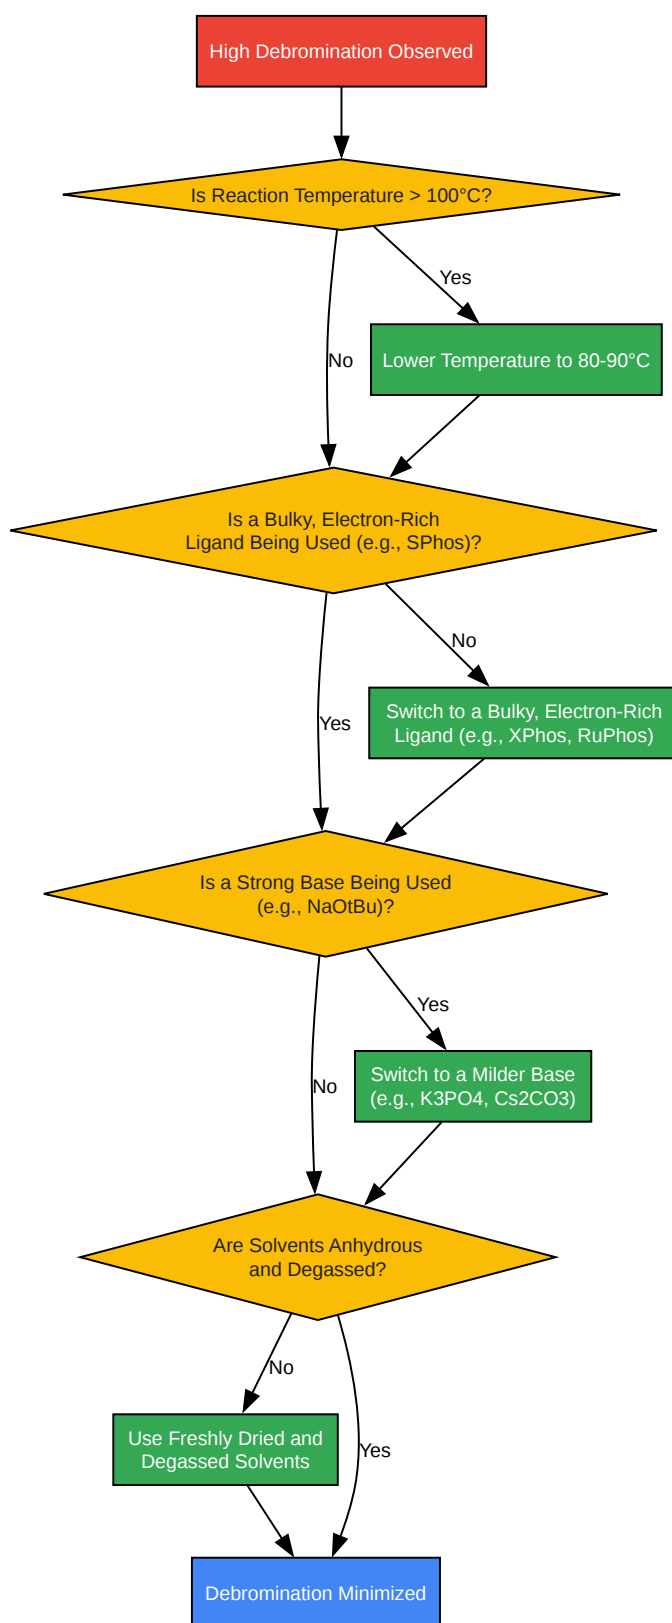 High Debromination Observed
Is Reaction Temperature > 100°C?
Yes
No
Lower Temperature to 80-90°C
Is a Bulky, Electron-Rich
Ligand Being Used (e.g., SPhos)?
No
Switch to a Bulky, Electron-Rich
Ligand (e.g., XPhos, RuPhos)
Yes
Is a Strong Base Being Used
(e.g., NaOtBu)?
Yes
Switch to a Milder Base
(e.g., K3PO4, Cs2CO3)
No
Are Solvents Anhydrous
and Degassed?
No
Use Freshly Dried and
Degassed Solvents
Yes
Debromination Minimized